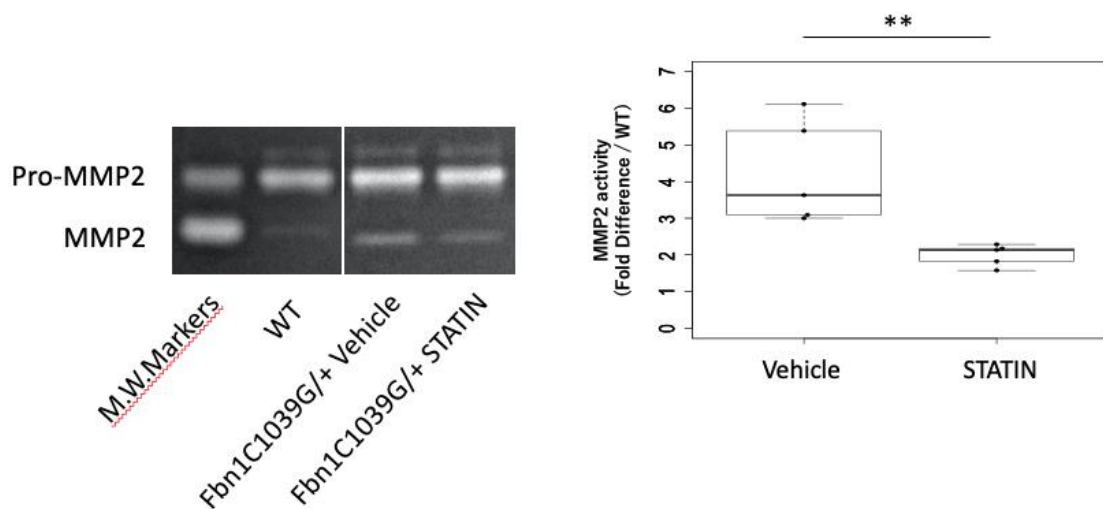 Pro-MMP2
MMP2
M.W.Markers
WT
Fbn1C1039G/+ Vehicle
Fbn1C1039G/+ STATIN
**
MMP2 activity
(Fold Difference / WT)
7
6
5
4
3
2
1
0
Vehicle
STATIN